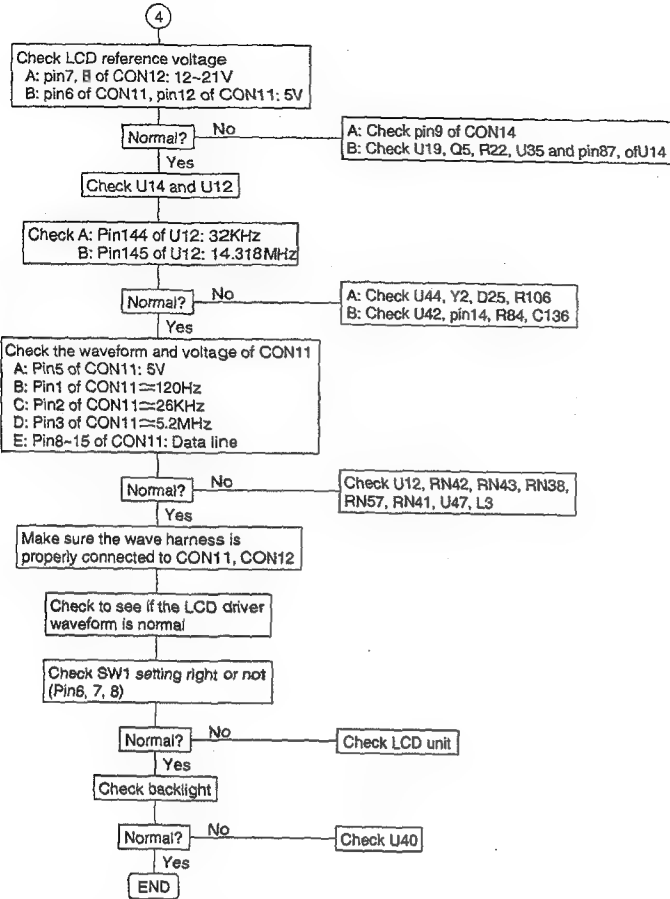 4
Check LCD reference voltage
A: pin7, 8 of CON12: 12~21V
B: pin6 of CON11, pin12 of CON11: 5V
Normal?
No
A: Check pin9 of CON14
B: Check U19, Q5, R22, U35 and pin87, ofU14
Yes
Check U14 and U12
Check A: Pin144 of U12: 32KHz
B: Pin145 of U12: 14.318MHz
Normal?
No
A: Check U44, Y2, D25, R106
B: Check U42, pin14, R84, C136
Yes
Check the waveform and voltage of CON11
A: Pin5 of CON11: 5V
B: Pin1 of CON11≃120Hz
C: Pin2 of CON11≃26KHz
D: Pin3 of CON11≃5.2MHz
E: Pin8~15 of CON11: Data line
Normal?
No
Check U12, RN42, RN43, RN38,
RN57, RN41, U47, L3
Yes
Make sure the wave harness is
properly connected to CON11, CON12
Check to see if the LCD driver
waveform is normal
Check SW1 setting right or not
(Pin6, 7, 8)
Normal?
No
Check LCD unit
Yes
Check backlight
Normal?
No
Check U40
Yes
END